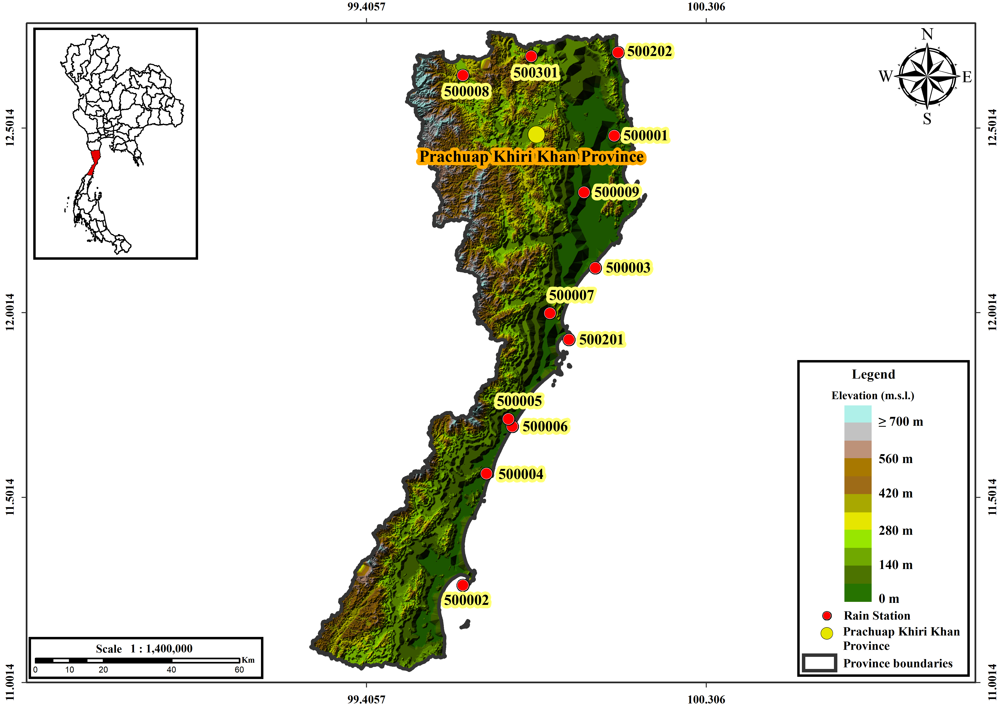 99.4057
100.306
N
W
E
S
500202
500301
500008
12.5014
12.5014
500001
Prachuap Khiri Khan Province
500009
500003
500007
12.0014
12.0014
500201
500005
500006
500004
11.5014
11.5014
500002
Legend
Elevation (m.s.l.)
≥ 700 m
560 m
420 m
280 m
140 m
0 m
Rain Station
Prachuap Khiri Khan
Province
Province boundaries
Scale 1 : 1,400,000
Km
0 10 20 40 60
11.0014
11.0014
99.4057
100.306